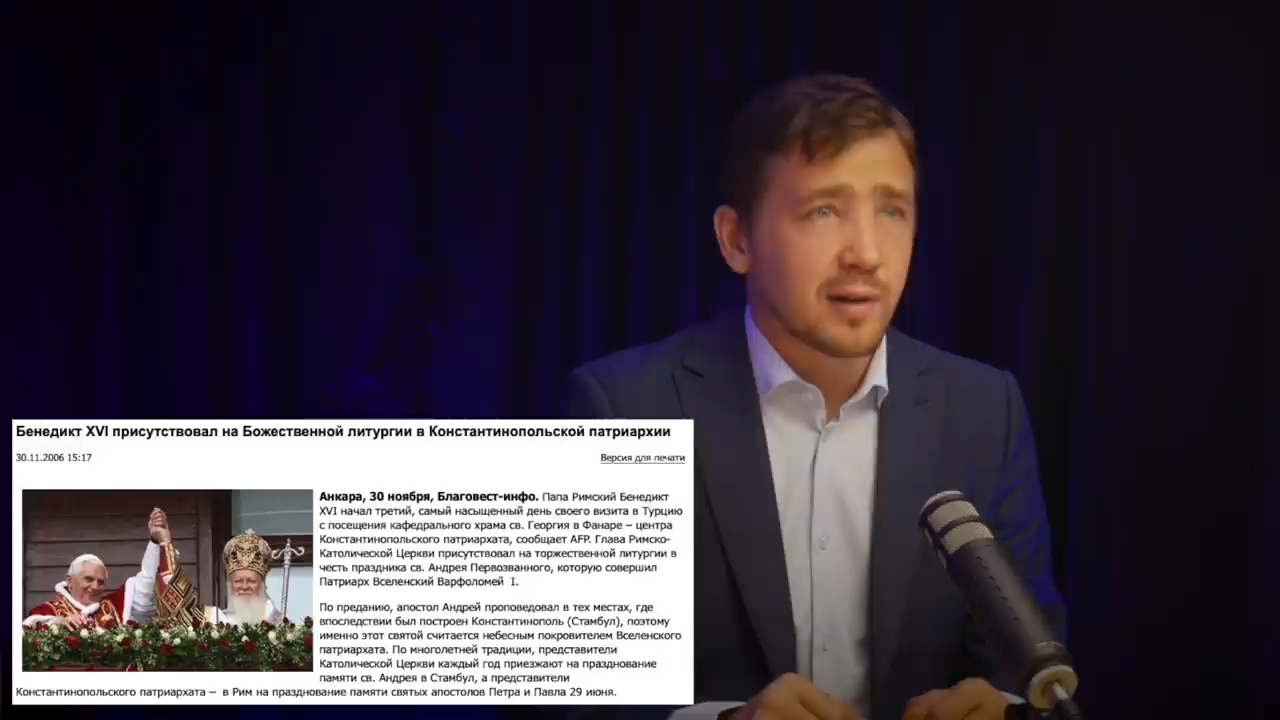 Бенедикт XVI присутствовал на Божественной литургии в Константинопольской патриархии
30.11.2006 15:17
Версия для печати
Анкара, 30 ноября, Благовест-инфо. Папа Римский Бенедикт
XVI начал третий, самый насыщенный день своего визита в Турцию
с посещения кафедрального храма св. Георгия в Фанаре – центра
Константинопольского патриархата, сообщает AFP. Глава Римско-
Католической Церкви присутствовал на торжественной литургии в
честь праздника св. Андрея Первозванного, которую совершил
Патриарх Вселенский Варфоломей I.
По преданию, апостол Андрей проповедовал в тех местах, где
впоследствии был построен Константинополь (Стамбул), поэтому
именно этот святой считается небесным покровителем Вселенского
патриархата. По многолетней традиции, представители
Католической Церкви каждый год приезжают на празднование
памяти св. Андрея в Стамбул, а представители
Константинопольского патриархата – в Рим на празднование памяти святых апостолов Петра и Павла 29 июня.